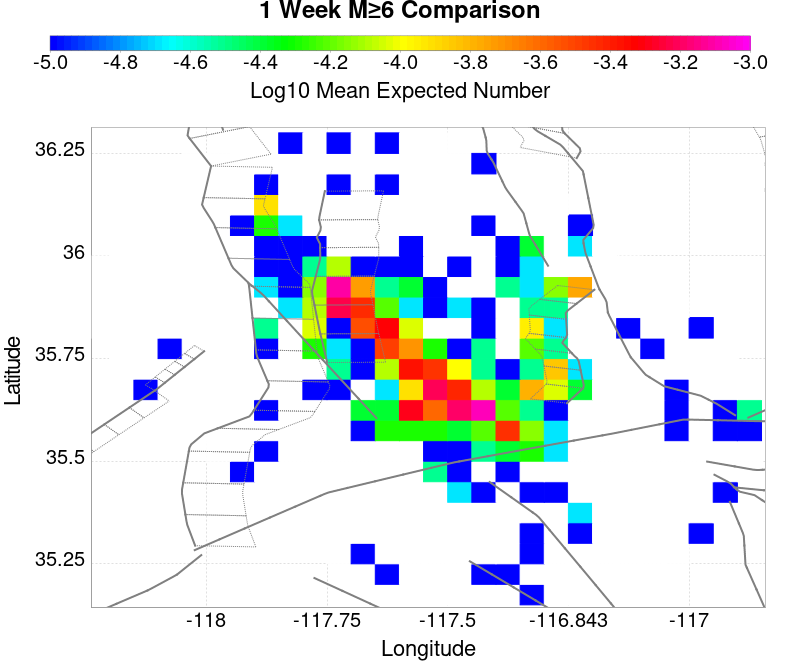 1 Week M≥6 Comparison
-5.0 -4.8 -4.6 -4.4 -4.2 -4.0 -3.8 -3.6 -3.4 -3.2 -3.0
Log10 Mean Expected Number
36.25
36
35.75
35.5
35.25
Latitude
-118 -117.75 -117.5 -116.843 -117
Longitude